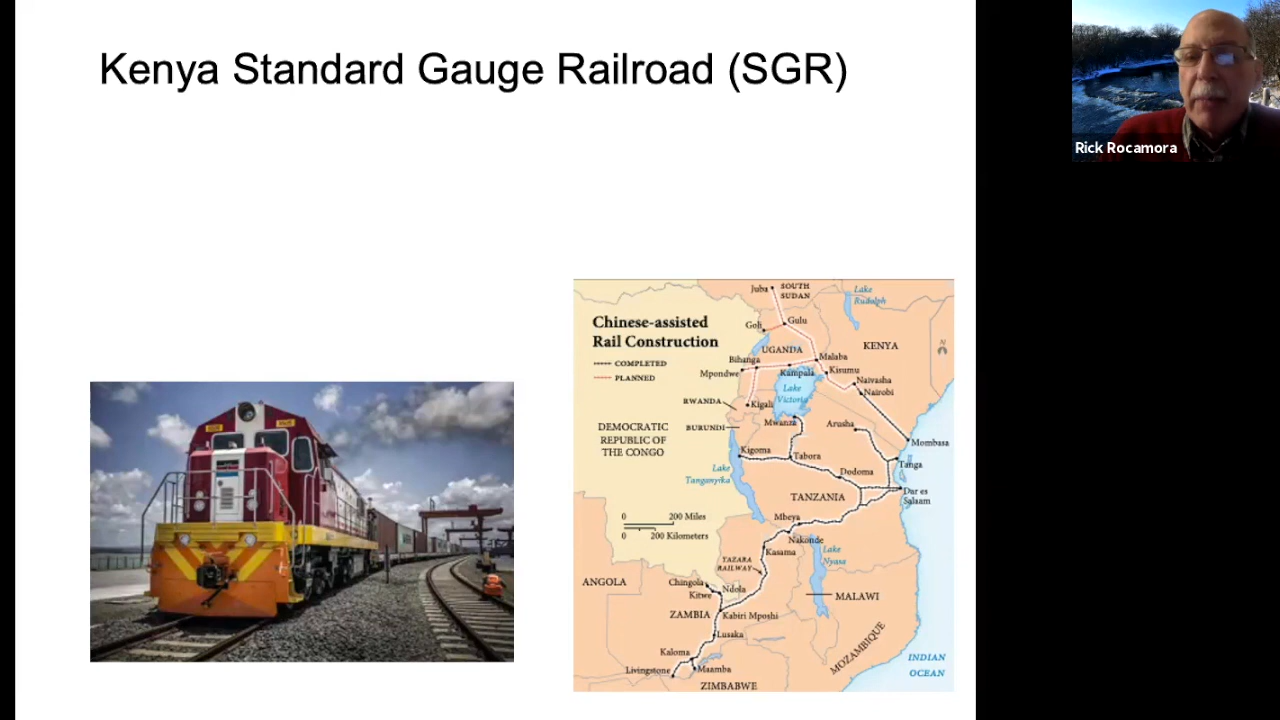 Kenya Standard Gauge Railroad (SGR)
Rick Rocamora
Juba
SOUTH
SUDAN
Lake
Rudolph
Chinese-assisted
Rail Construction
COMPLETED
PLANNED
Goli
Gulu
UGANDA
KENYA
N
Bihanga
Malaba
Mpondwe
Kampala
Kisumu
Lake
Victoria
Naivasha
Nairobi
RWANDA
Kigali
BURUNDI
Mwanza
Arusha
DEMOCRATIC
REPUBLIC OF
THE CONGO
Mombasa
Kigoma
Tabora
Tanga
Lake
Tanganyika
Dodoma
Dar es
Salaam
TANZANIA
0 200 Miles
0 200 Kilometers
Mbeya
Nakonde
Kasama
Lake
Nyasa
TAZARA
RAILWAY
ANGOLA
Chingola
Ndola
Kitwe
MALAWI
ZAMBIA
Kabiri Mposhi
Lusaka
MOZAMBIQUE
Kaloma
Livingstone
Maamba
INDIAN
OCEAN
ZIMBABWE